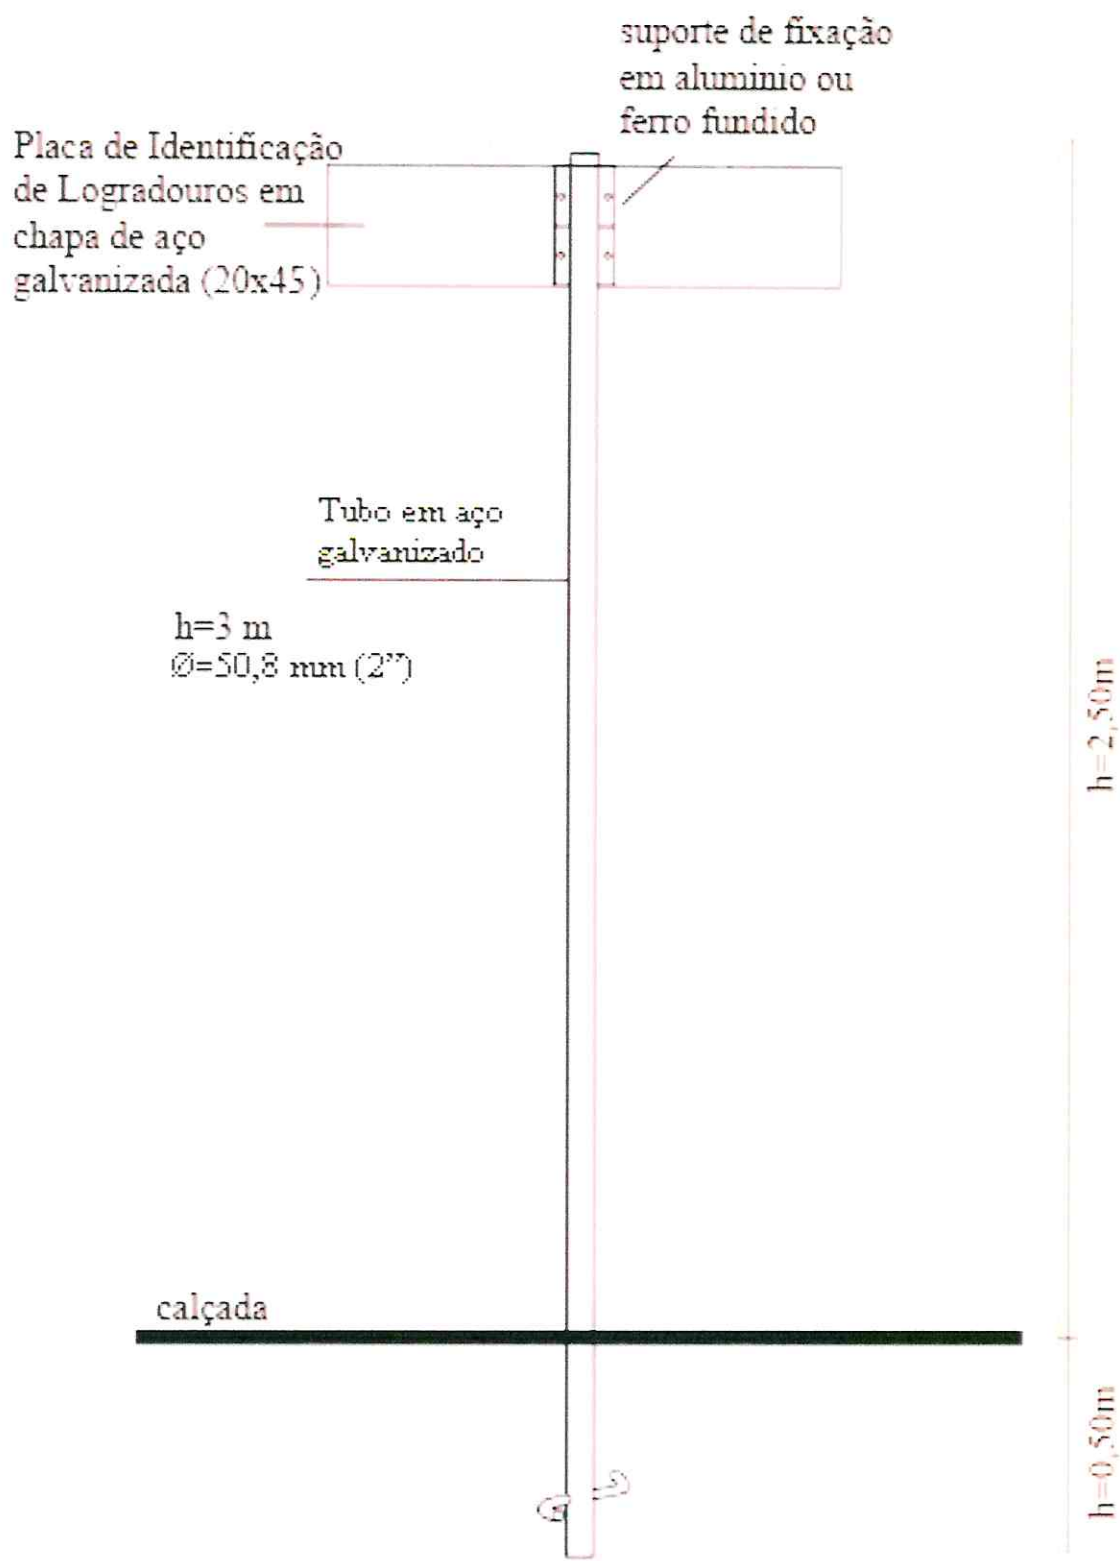 suporte de fixação
em aluminio ou
ferro fundido
Placa de Identificação
de Logradouros em
chapa de aço
galvanizada (20x45)
Tubo em aço
galvanizado
h=3 m
Ø=50,8 mm (2”)
h=2,50m
calçada
h=0,50m